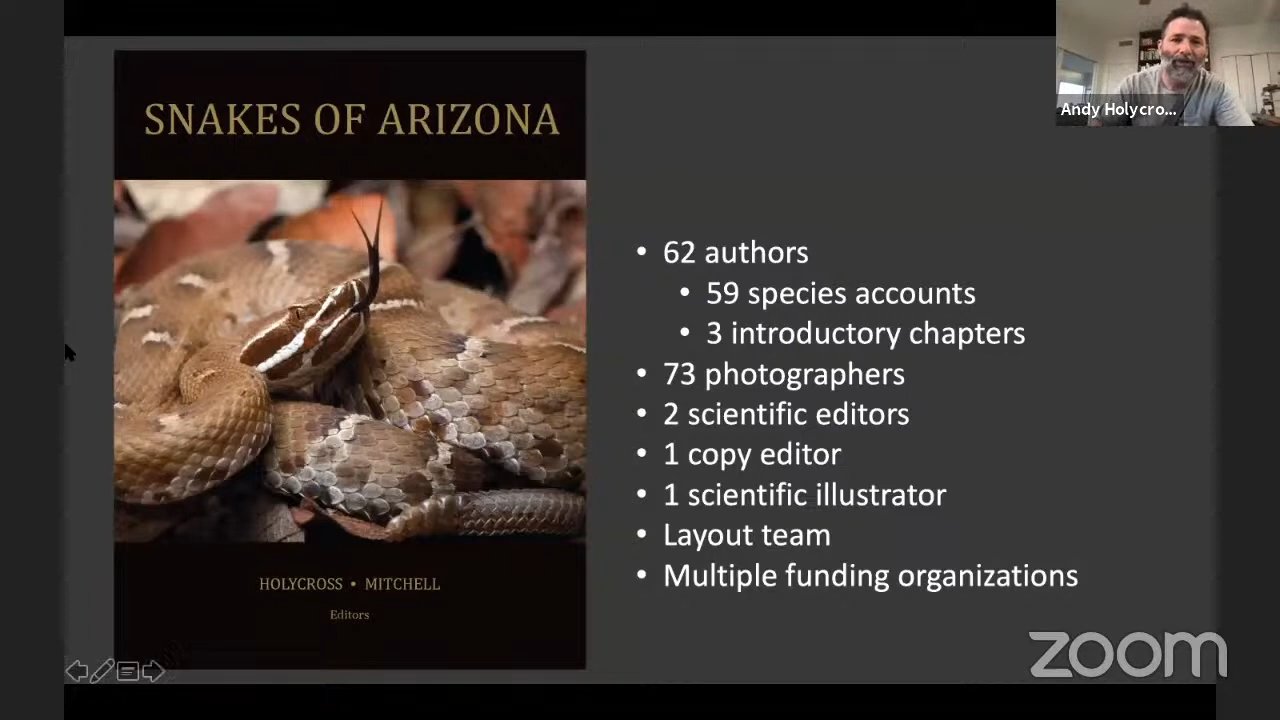 SNAKES OF ARIZONA
HOLYCROSS • MITCHELL
Editors
• 62 authors
• 59 species accounts
• 3 introductory chapters
• 73 photographers
• 2 scientific editors
• 1 copy editor
• 1 scientific illustrator
• Layout team
• Multiple funding organizations
Andy Holycro...
zoom